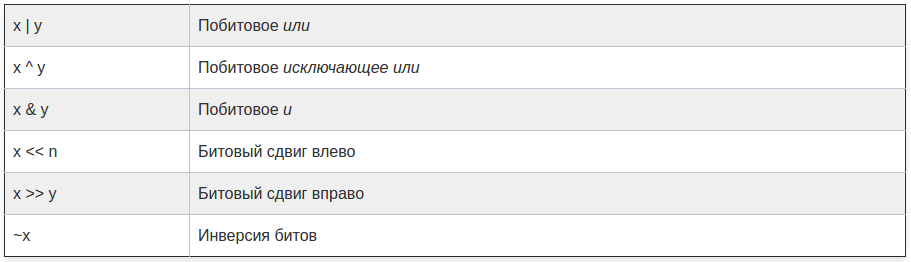 x | y Побитовое или
x ^ y Побитовое исключающее или
x & y Побитовое и
x << n Битовый сдвиг влево
x >> y Битовый сдвиг вправо
~x Инверсия битов